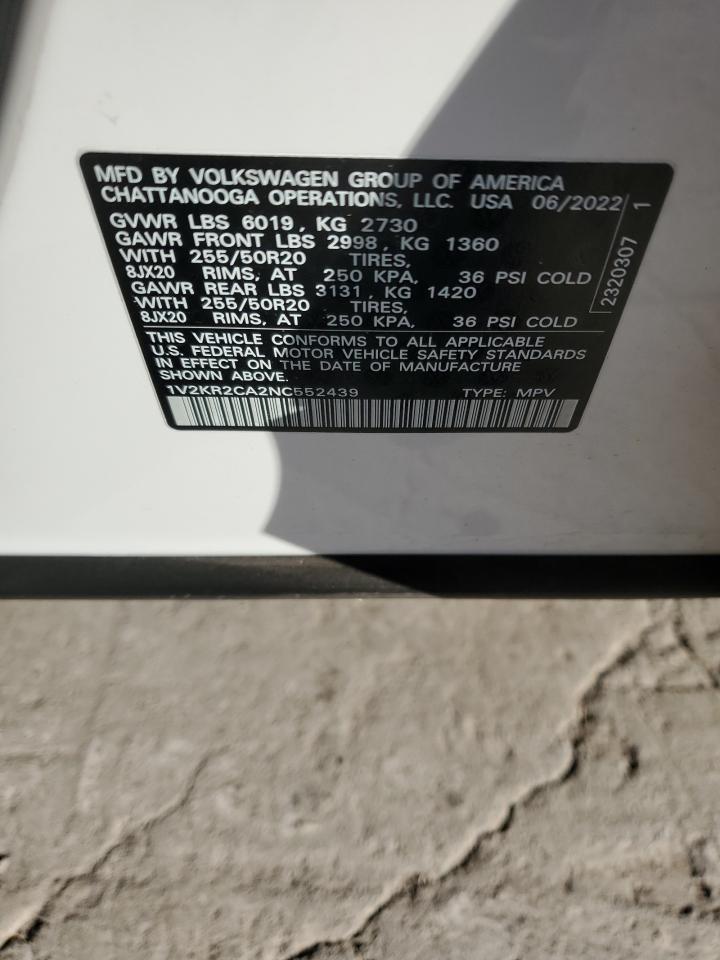 MFD BY VOLKSWAGEN GROUP OF AMERICA
CHATTANOOGA OPERATIONS, LLC. USA 06/2022
GVWR LBS 6019, KG 2730
GAWR FRONT LBS 2998, KG 1360
WITH 255/50R20 TIRES,
8JX20 RIMS, AT 250 KPA, 36 PSI COLD
GAWR REAR LBS 3131, KG 1420
WITH 255/50R20 TIRES,
8JX20 RIMS, AT 250 KPA, 36 PSI COLD
THIS VEHICLE CONFORMS TO ALL APPLICABLE
U.S. FEDERAL MOTOR VEHICLE SAFETY STANDARDS
IN EFFECT ON THE DATE OF MANUFACTURE
SHOWN ABOVE.
1V2KR2CA2NC552439 TYPE: MPV
2320307 1